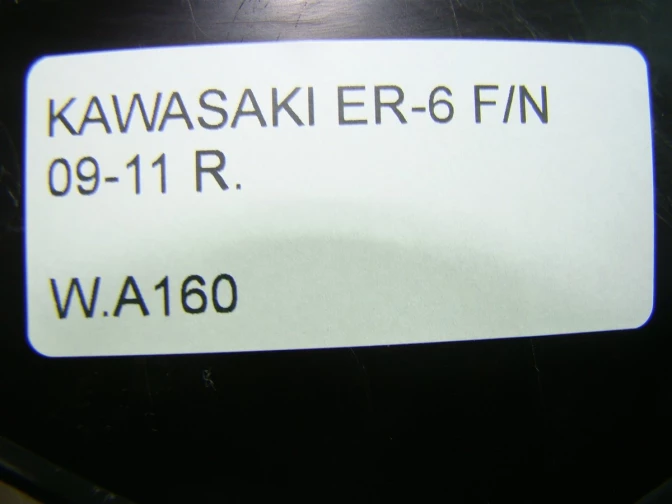 KAWASAKI ER-6 F/N
09-11 R.
W.A160